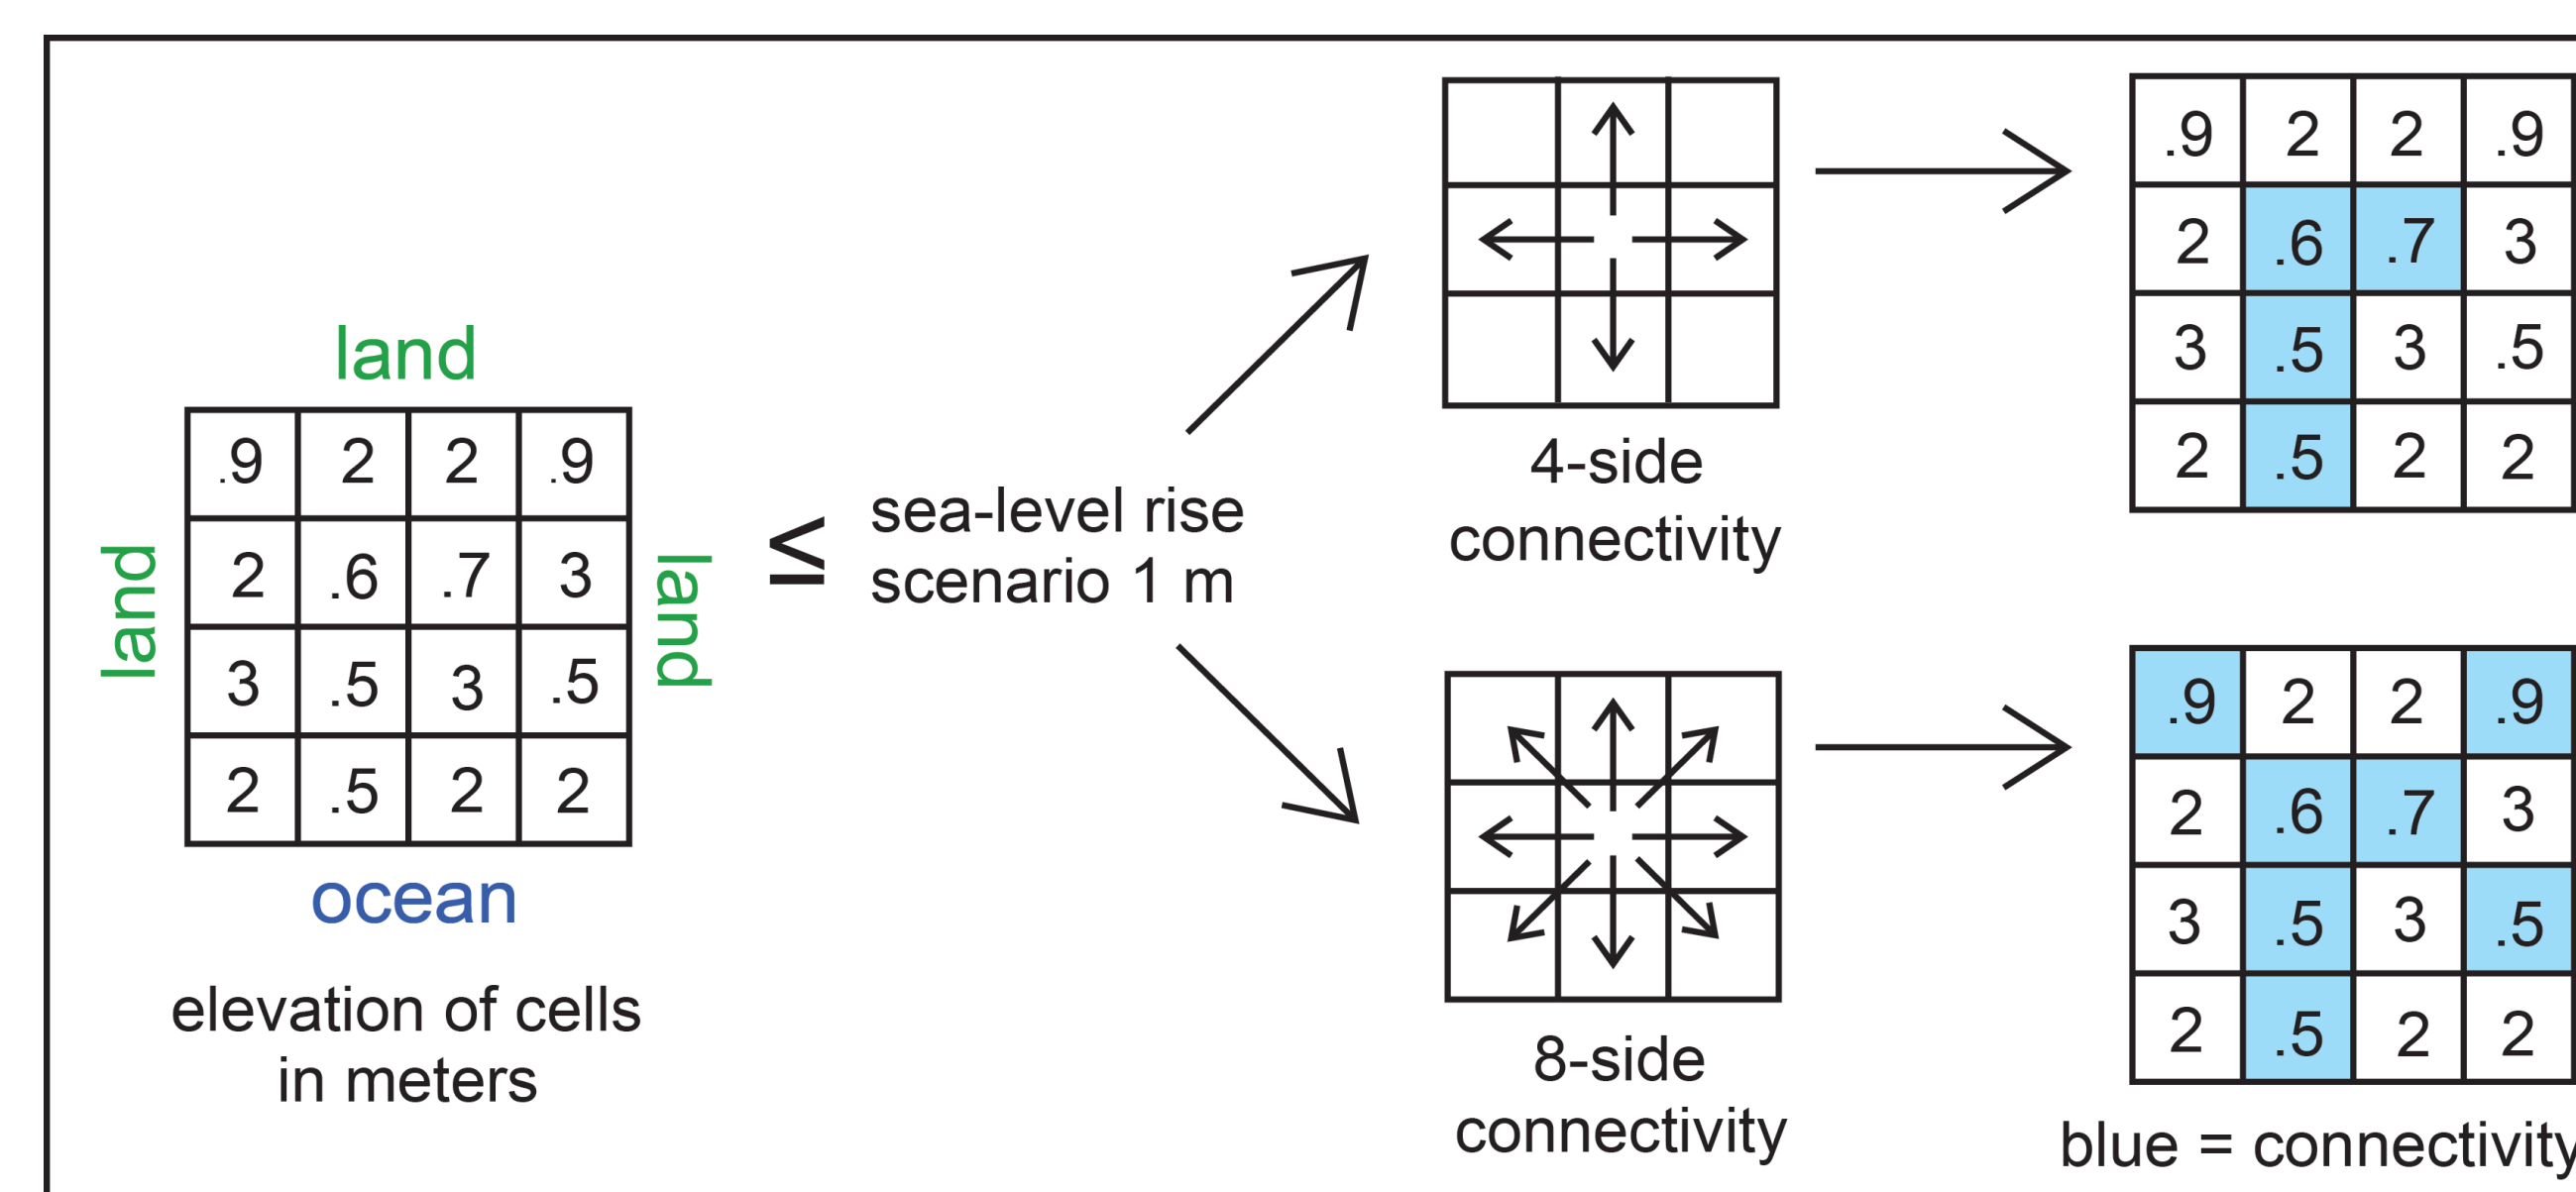 land
land
.9 2 2 .9
2 .6 .7 3
3 .5 3 .5
2 .5 2 2
land
ocean
elevation of cells
in meters
≤
sea-level rise
scenario 1 m
4-side
connectivity
.9 2 2 .9
2 .6 .7 3
3 .5 3 .5
2 .5 2 2
8-side
connectivity
.9 2 2 .9
2 .6 .7 3
3 .5 3 .5
2 .5 2 2
blue = connectivity